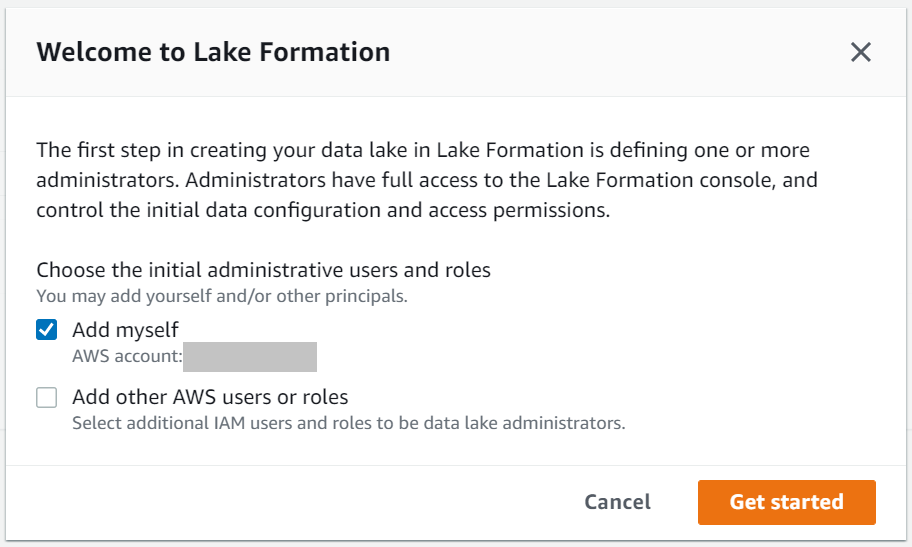 Welcome to Lake Formation
The first step in creating your data lake in Lake Formation is defining one or more
administrators. Administrators have full access to the Lake Formation console, and
control the initial data configuration and access permissions.
Choose the initial administrative users and roles
You may add yourself and/or other principals.
Add myself
AWS account:
Add other AWS users or roles
Select additional IAM users and roles to be data lake administrators.
Cancel
Get started